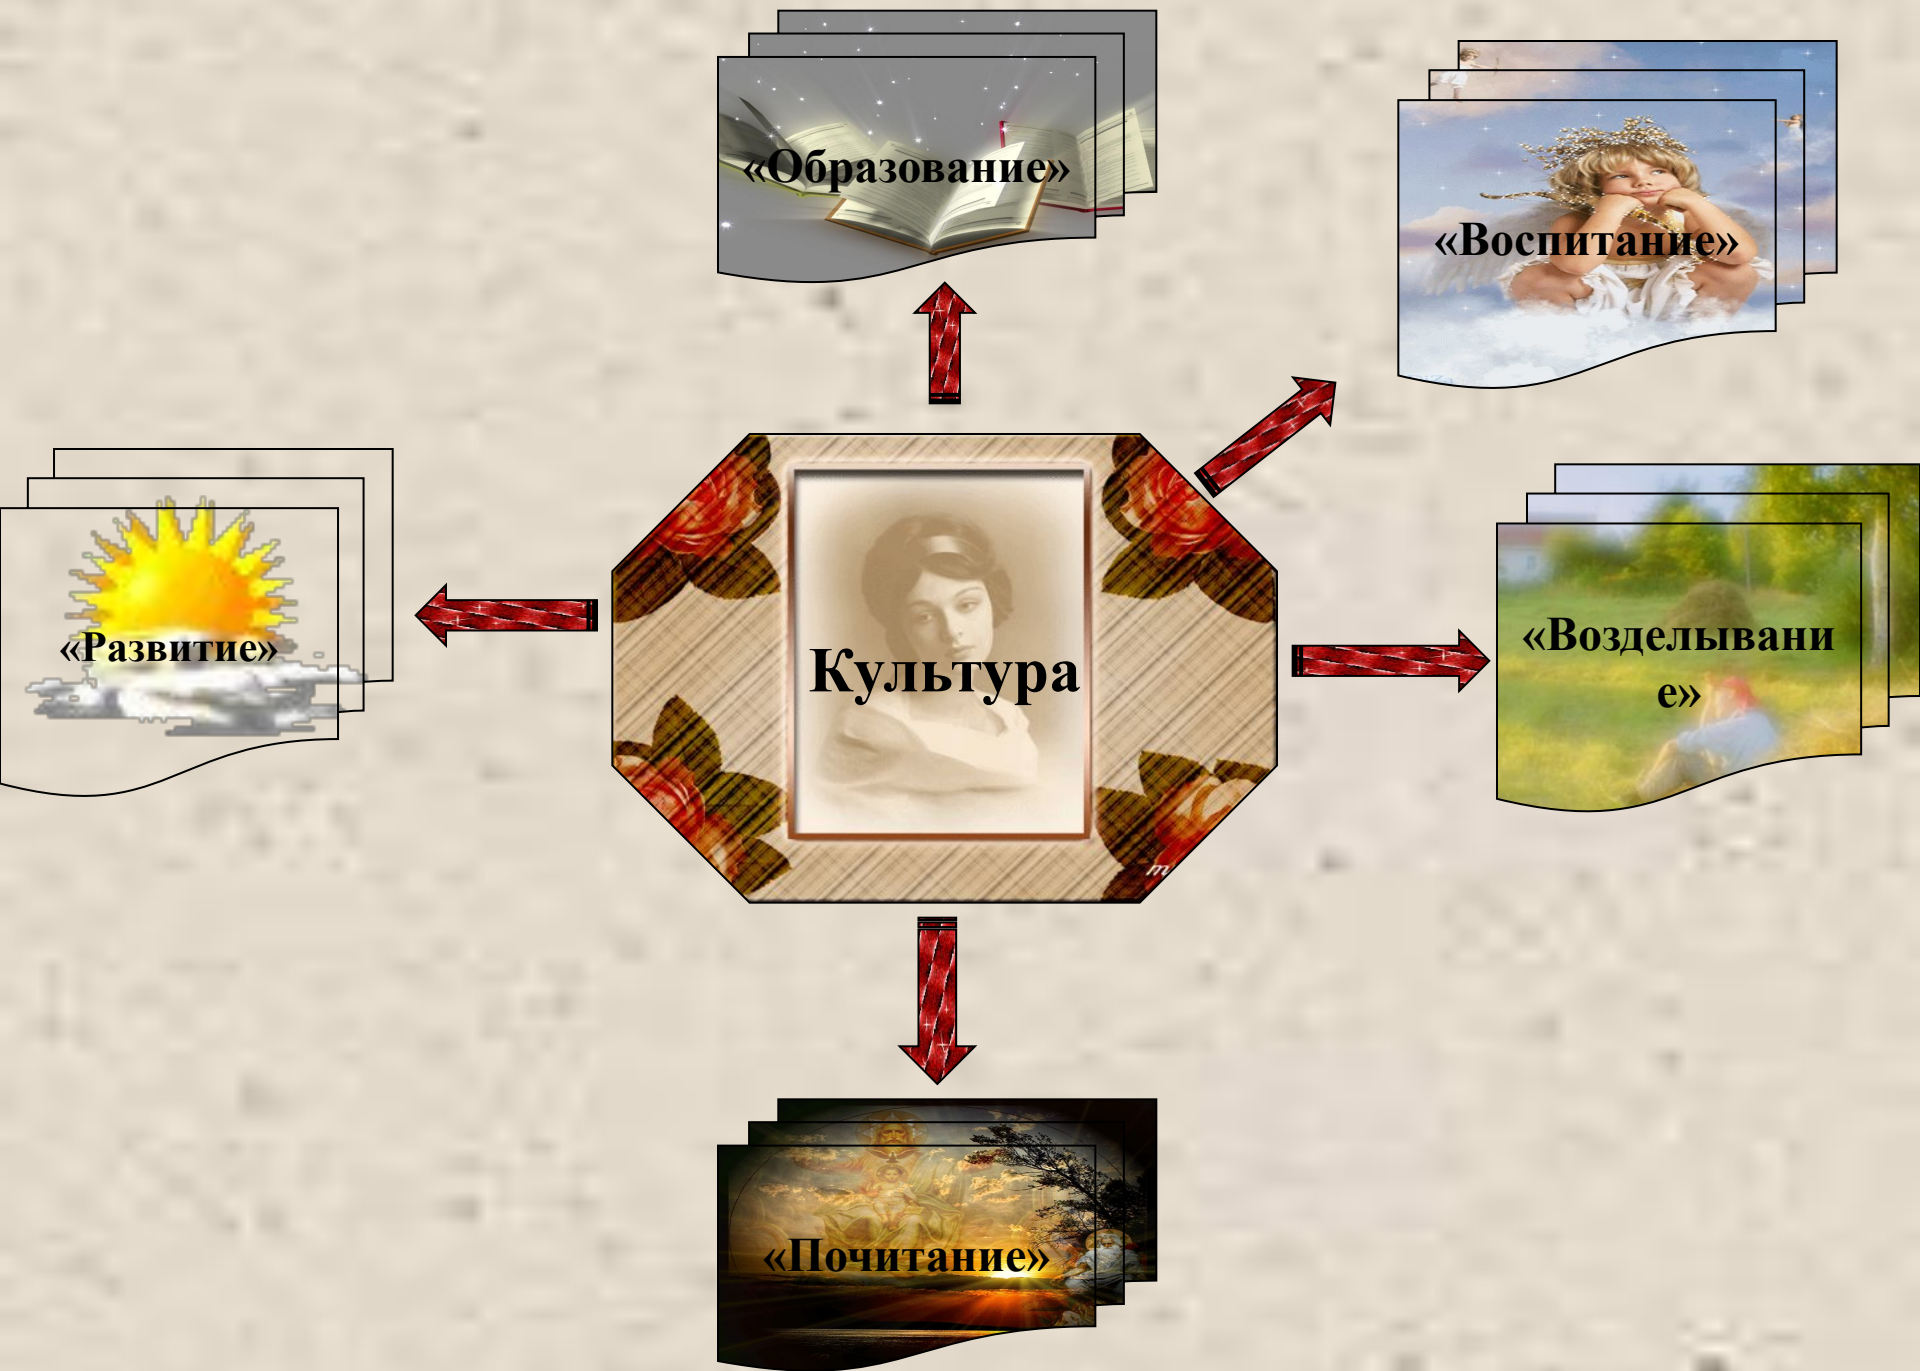 «Образование»
«Воспитание»
«Развитие»
Культура
«Возделывани
е»
«Почитание»
m